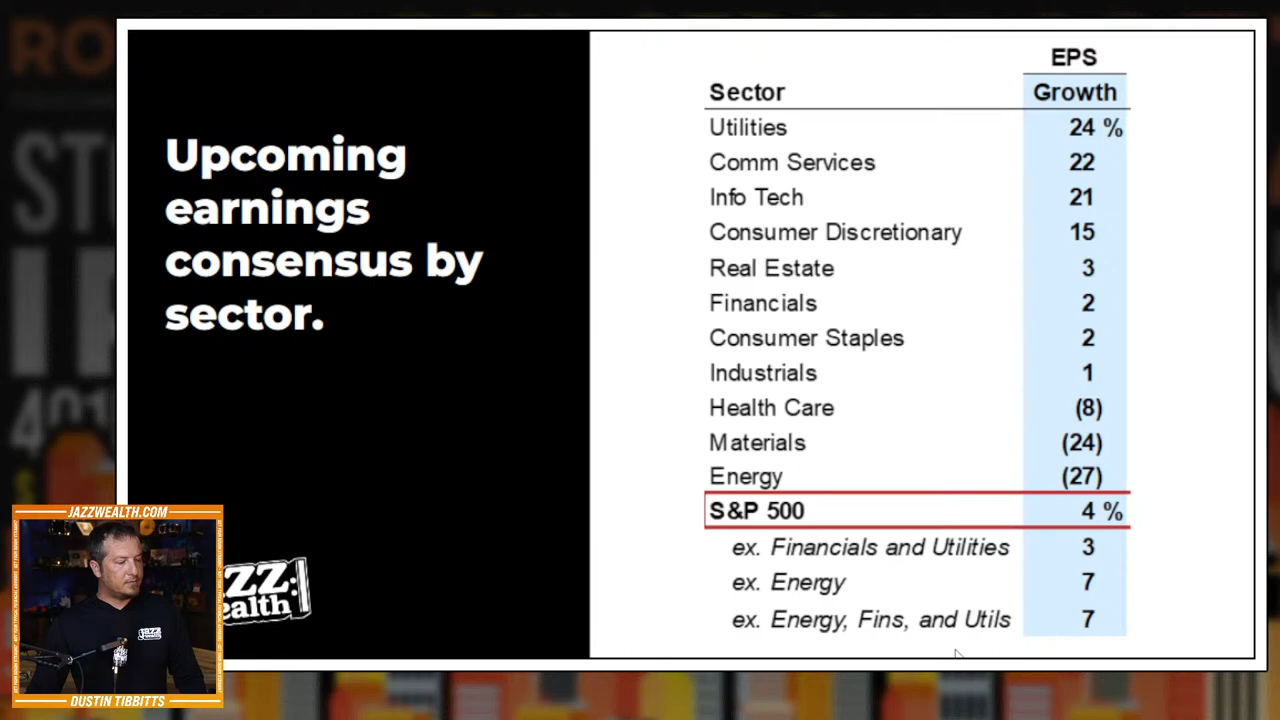 Upcoming
earnings
consensus by
sector.
EPS
Sector Growth
Utilities 24 %
Comm Services 22
Info Tech 21
Consumer Discretionary 15
Real Estate 3
Financials 2
Consumer Staples 2
Industrials 1
Health Care (8)
Materials (24)
Energy (27)
S&P 500 4 %
ex. Financials and Utilities 3
ex. Energy 7
ex. Energy, Fins, and Utils 7
JAZZWEALTH.COM
DUSTIN TIBBITTS